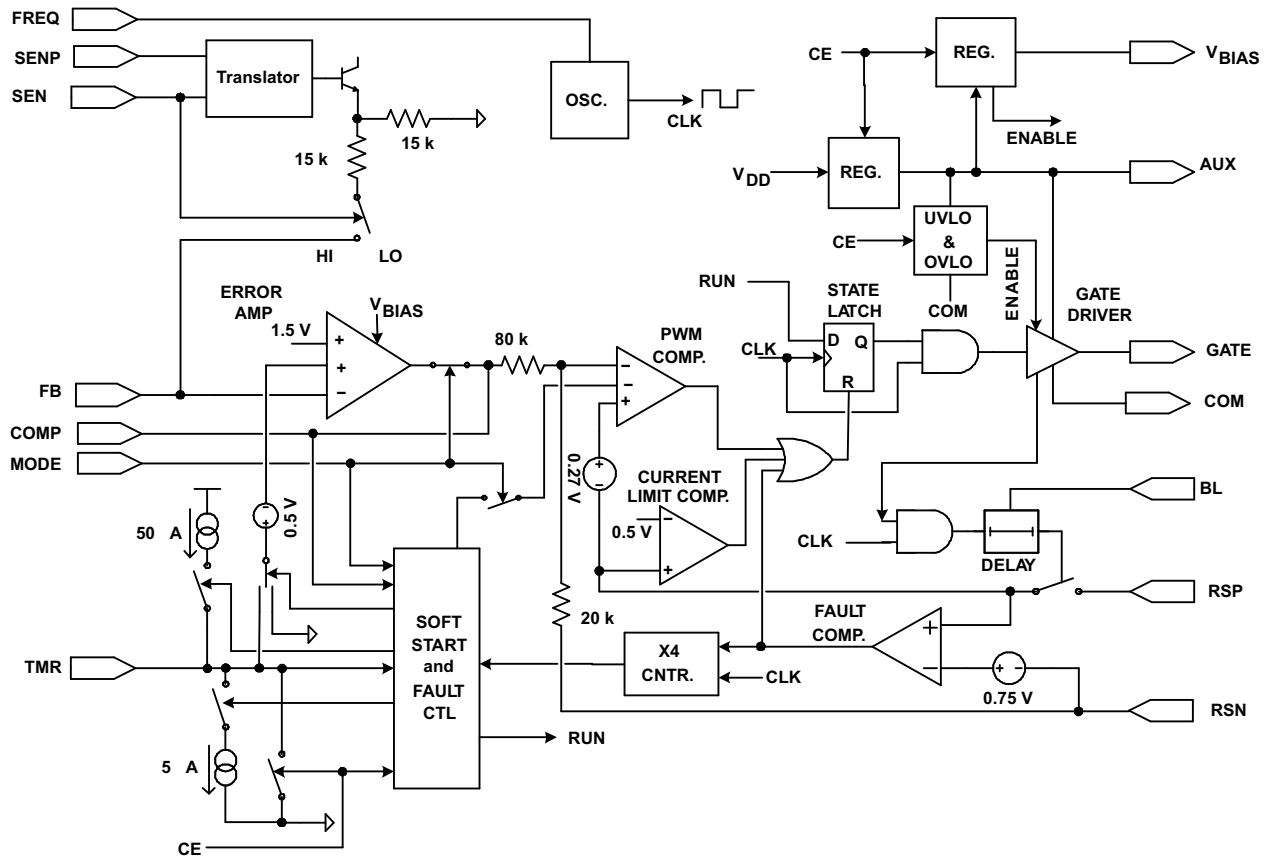 FREQ
SENP
SEN
Translator
15 k
15 k
HI
LO
OSC.
CLK
CE
REG.
V BIAS
ENABLE
V DD
REG.
AUX
CE
UVLO
&
OVLO
COM
ENABLE
RUN
STATE
LATCH
GATE
DRIVER
ERROR
AMP
V BIAS
1.5 V
+
+
−
80 k
PWM
COMP.
−
−
+
CLK
D
Q
R
GATE
COM
FB
COMP
MODE
0.27 V
+
−
CURRENT
LIMIT COMP.
0.5 V
−
+
BL
CLK
DELAY
RSP
50 A
0.5 V
−
+
SOFT
START
and
FAULT
CTL
20 k
X4
CNTR.
CLK
FAULT
COMP.
+
−
+
−
0.75 V
RSN
TMR
RUN
5 A
CE